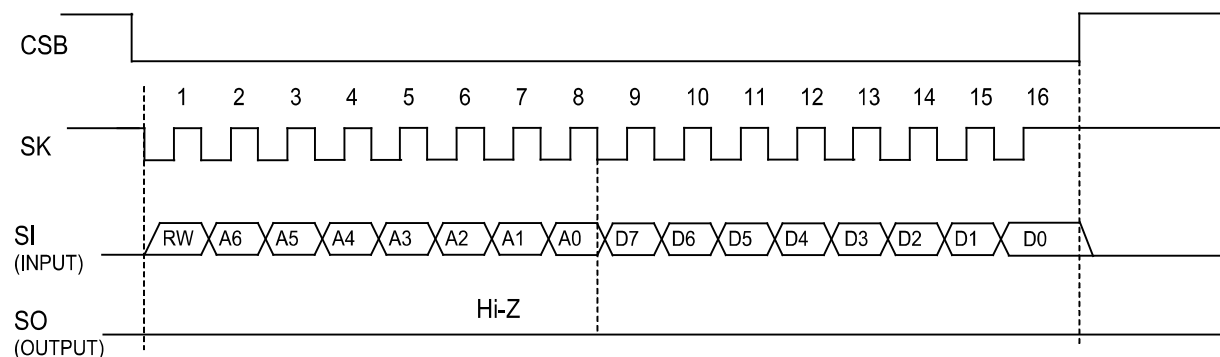 CSB
1 2 3 4 5 6 7 8 9 10 11 12 13 14 15 16
SK
SI
(INPUT)
RW A6 A5 A4 A3 A2 A1 A0 D7 D6 D5 D4 D3 D2 D1 D0
Hi-Z
SO
(OUTPUT)